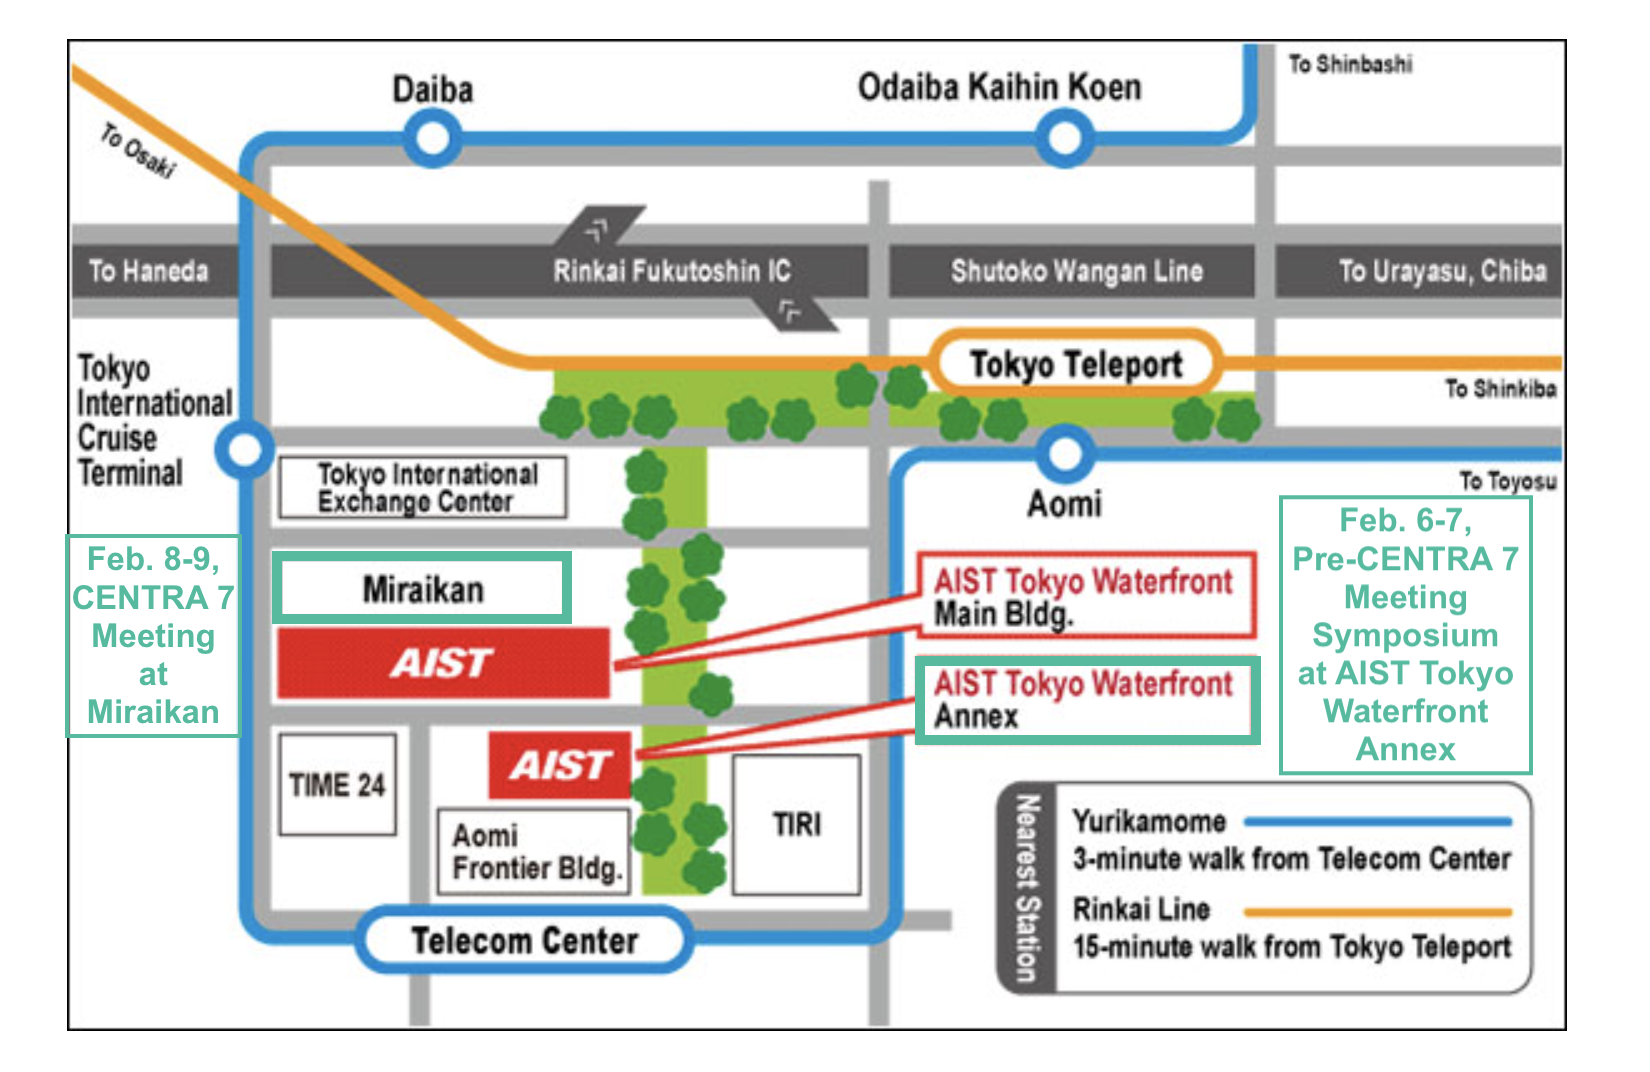 Daiba
Odaiba Kaihin Koen
To Shinbashi
To Osaki
To Haneda
Rinkai Fukutoshin IC
Shutoko Wangan Line
To Urayasu, Chiba
Tokyo
International
Cruise
Terminal
Tokyo Teleport
To Shinkiba
Tokyo International
Exchange Center
Aomi
To Toyosu
Feb. 8-9,
CENTRA 7
Meeting
at
Miraikan
Miraikan
AIST
AIST Tokyo Waterfront
Main Bldg.
AIST Tokyo Waterfront
Annex
Feb. 6-7,
Pre-CENTRA 7
Meeting
Symposium
at AIST Tokyo
Waterfront
Annex
TIME 24
AIST
Aomi
Frontier Bldg.
TIRI
Telecom Center
Nearest Station
Yurikamome
3-minute walk from Telecom Center
Rinkai Line
15-minute walk from Tokyo Teleport